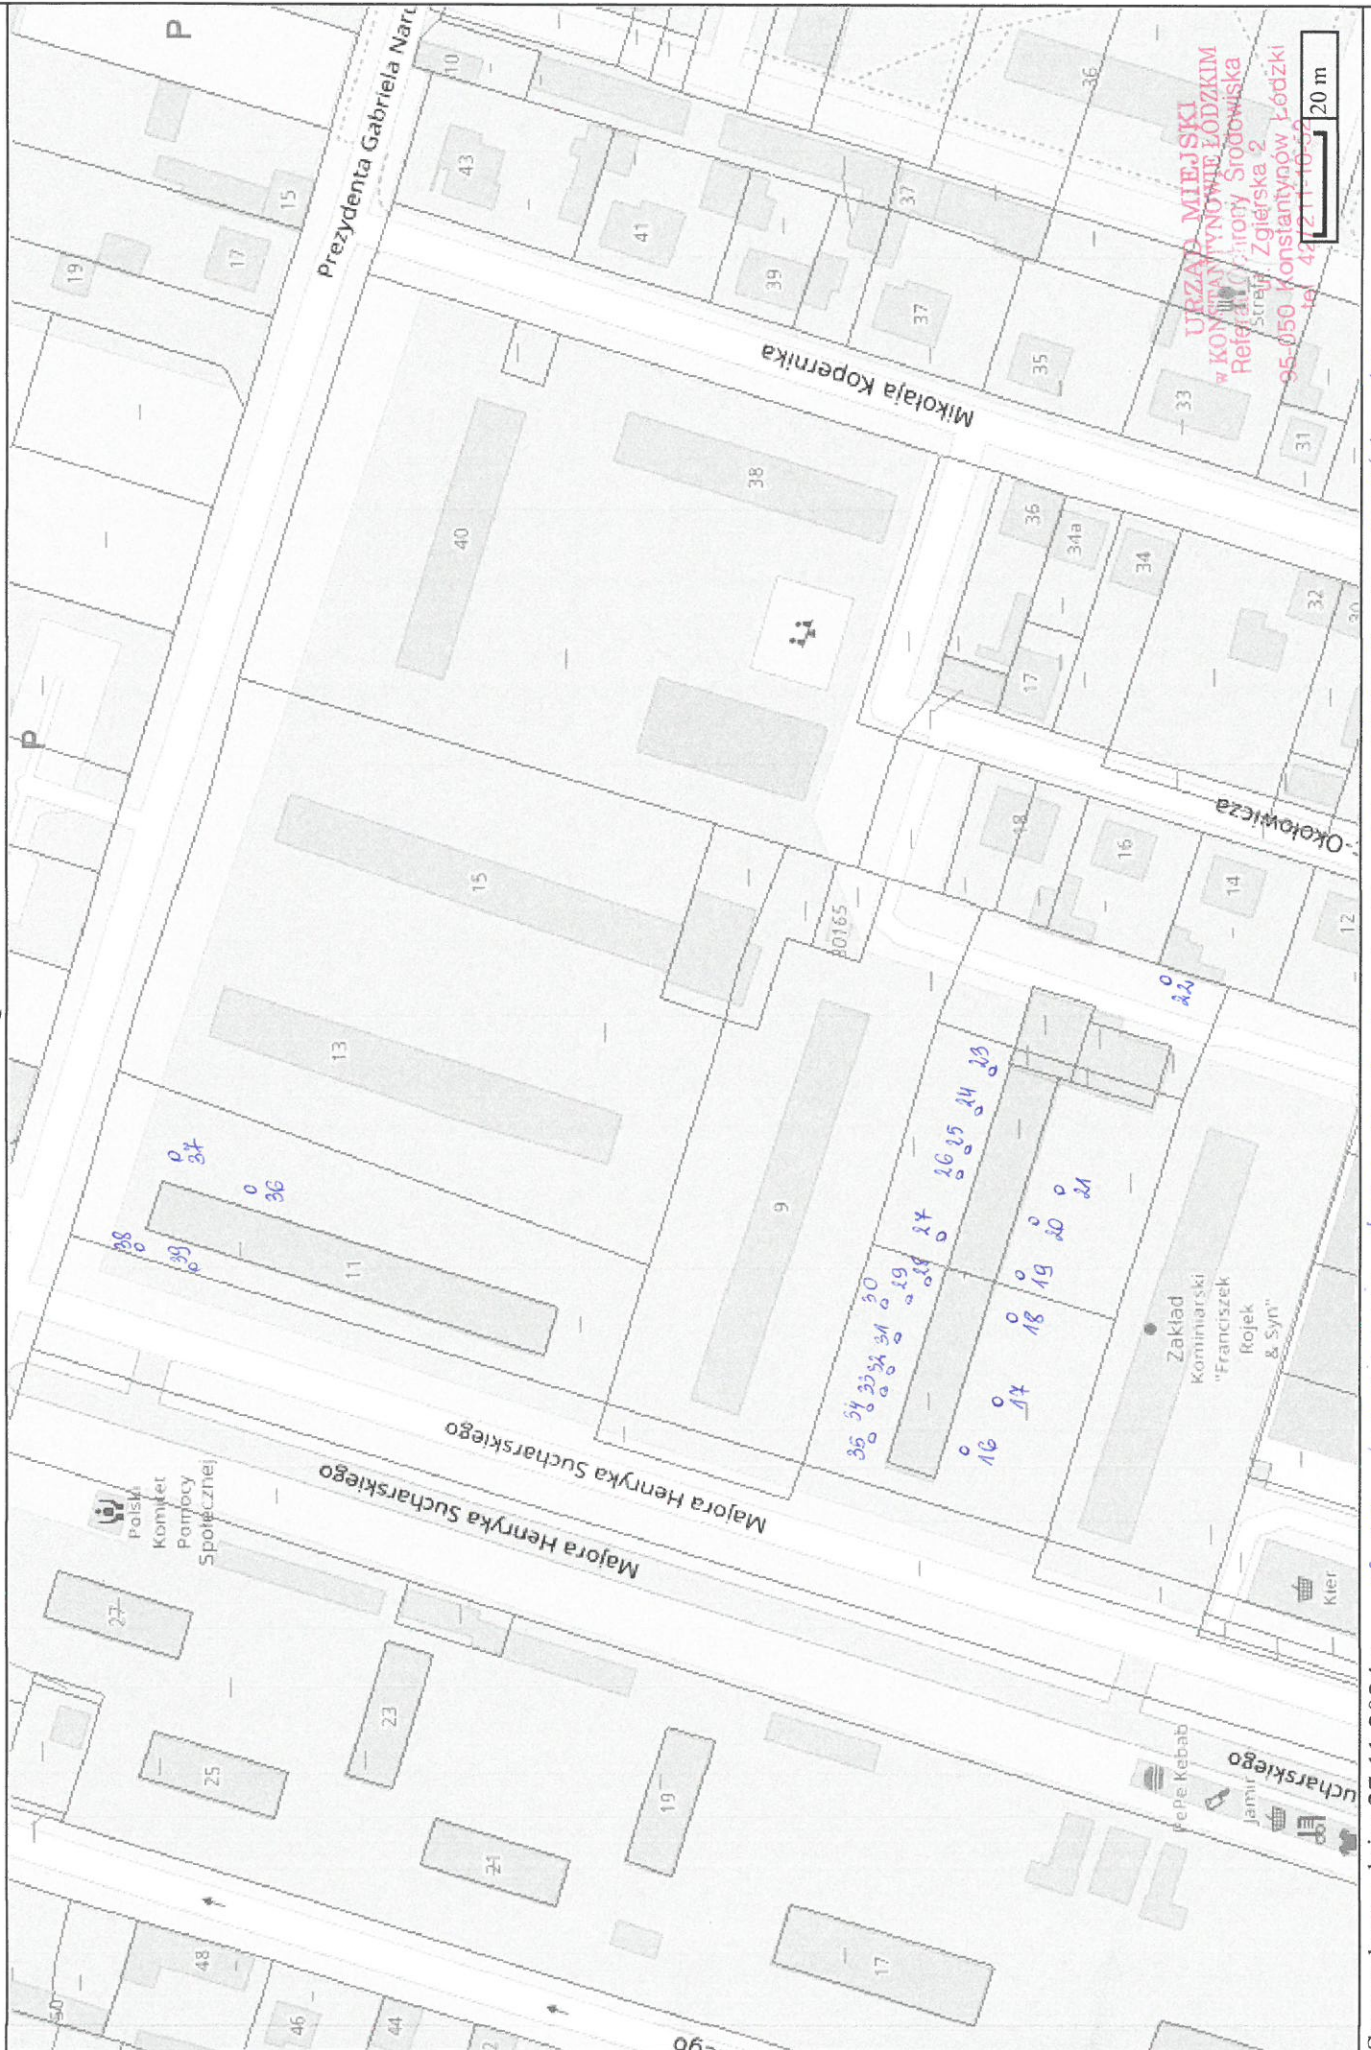 P
P
Prezydenta Gabriela Naru
10
43
15
17
19
41
39
37
37
36
35
33
31
Mikołaja Kopernika
40
38
36
34a
34
32
30
17
18
16
14
12
Okołowicza
15
13
11
9
30165
Majora Henryka Sucharskiego
Majora Henryka Sucharskiego
ucharskiego
Polski
Komitet
Pomocy
Społecznej
Zakład
Kominiarski
"Franciszek
Rojek
& Syn"
Kier
PePe Kebab
Jamir
27
25
23
21
19
17
50
48
46
44
ego
16
17
18
19
20
21
22
23
24
25
26
27
28
29
30
31
32
33
34
35
36
37
38
39
URZĄD MIEJSKI
w KONSTANTYNOWIE ŁÓDZKIM
Referat Ochrony Środowiska
ul. Zgierska 2
95-050 Konstantynów Łódzki
Strefa
20 m